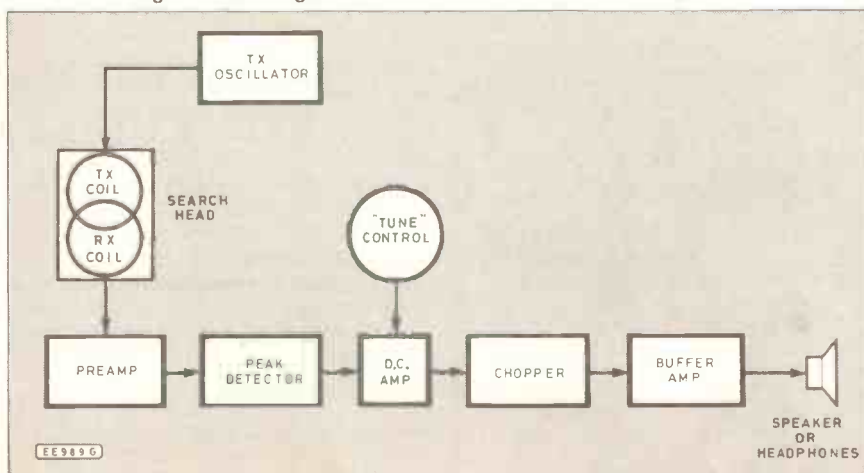 TX
OSCILLATOR
TX
COIL
RX
COIL
SEARCH
HEAD
"TUNE"
CONTROL
PREAMP
PEAK
DETECTOR
D.C.
AMP
CHOPPER
BUFFER
AMP
SPEAKER
OR
HEADPHONES
EE989G